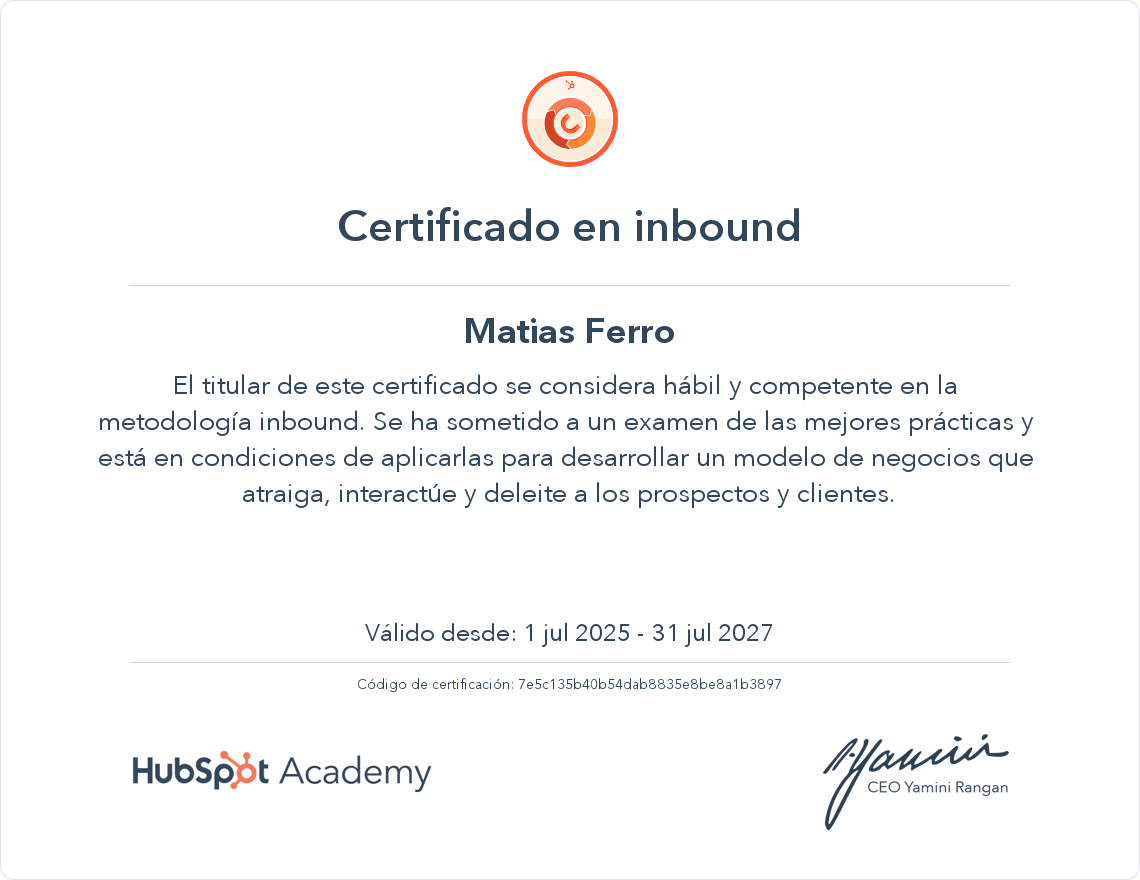 Certificado en inbound
Matias Ferro
El titular de este certificado se considera hábil y competente en la
metodología inbound. Se ha sometido a un examen de las mejores prácticas y
está en condiciones de aplicarlas para desarrollar un modelo de negocios que
atraiga, interactúe y deleite a los prospectos y clientes.
Válido desde: 1 jul 2025 - 31 jul 2027
Código de certificación: 7e5c135b40b54dab8835e8be8a1b3897
HubSpot Academy
CEO Yamini Rangan